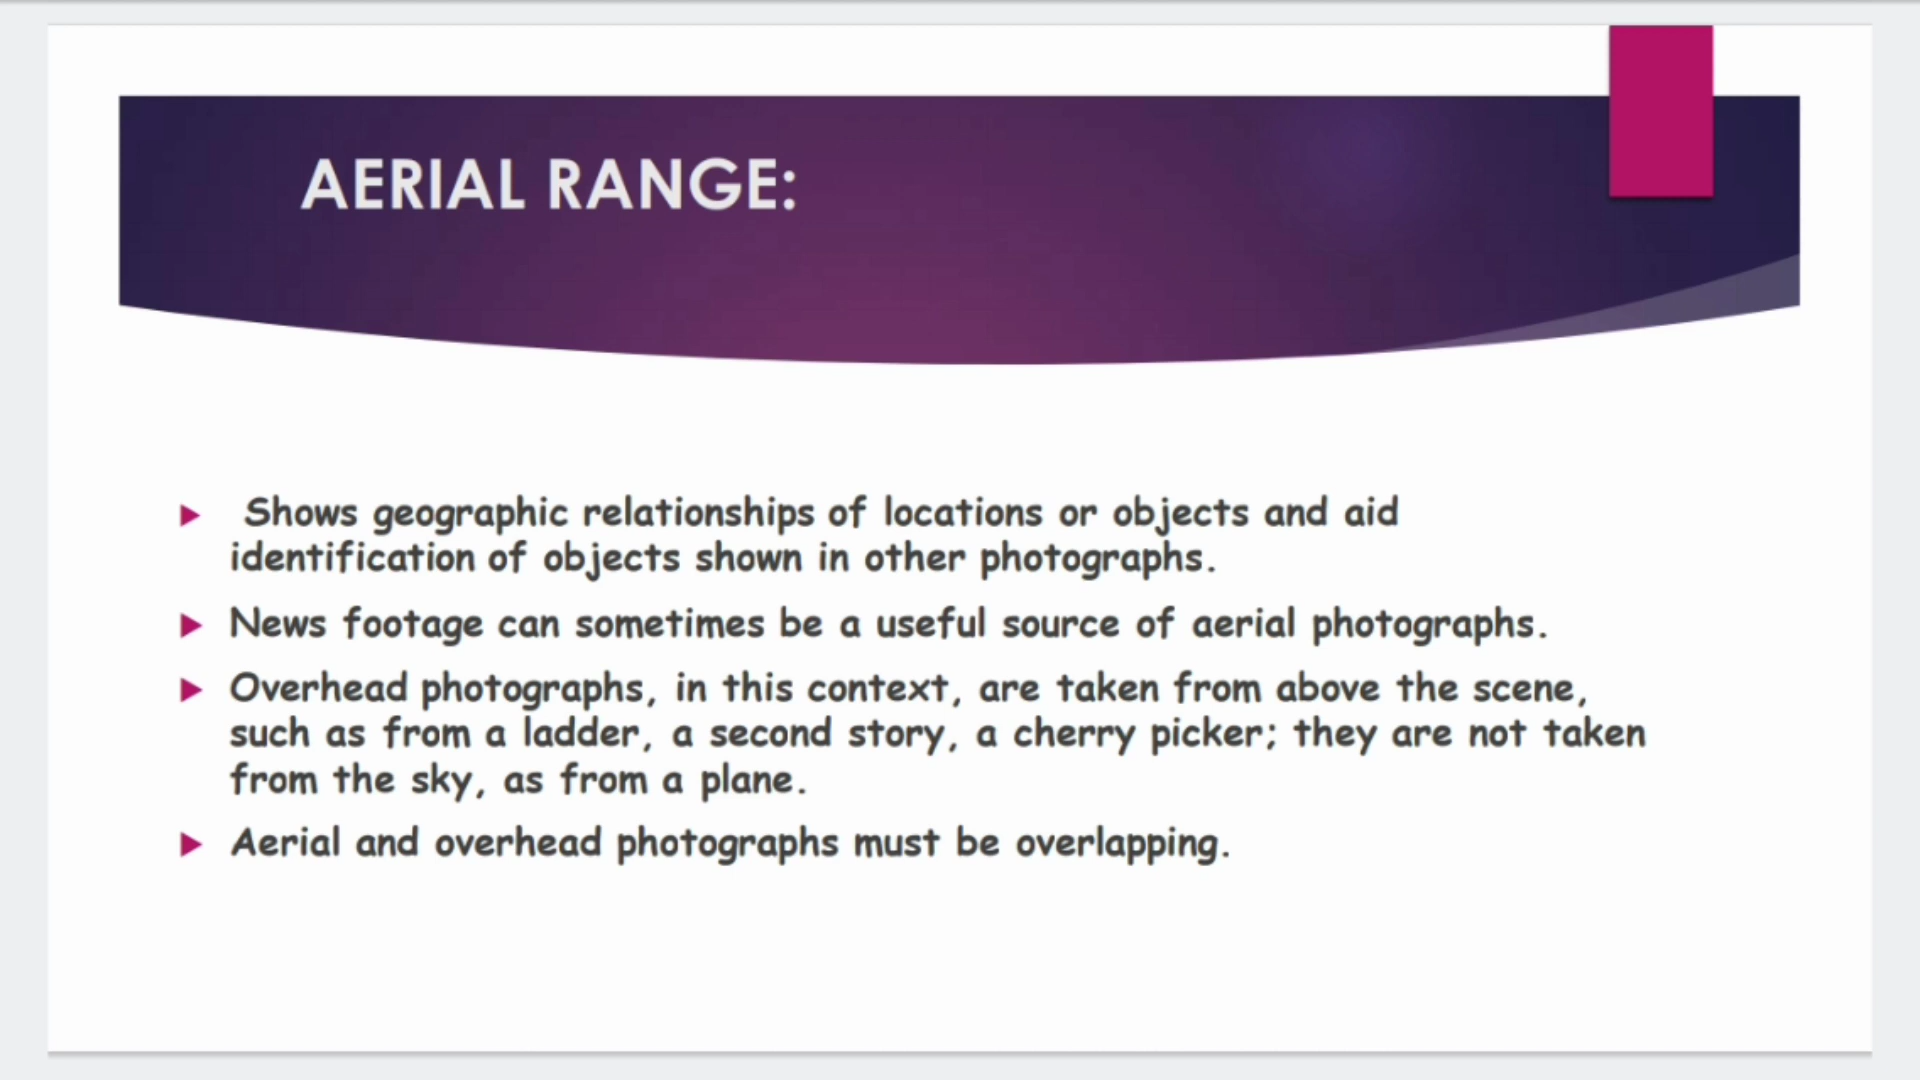 AERIAL RANGE:
Shows geographic relationships of locations or objects and aid
identification of objects shown in other photographs.
News footage can sometimes be a useful source of aerial photographs.
Overhead photographs, in this context, are taken from above the scene,
such as from a ladder, a second story, a cherry picker; they are not taken
from the sky, as from a plane.
Aerial and overhead photographs must be overlapping.